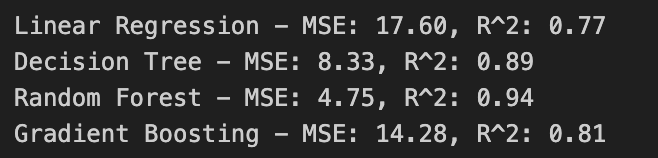 Linear Regression – MSE: 17.60, R^2: 0.77
Decision Tree – MSE: 8.33, R^2: 0.89
Random Forest – MSE: 4.75, R^2: 0.94
Gradient Boosting – MSE: 14.28, R^2: 0.81